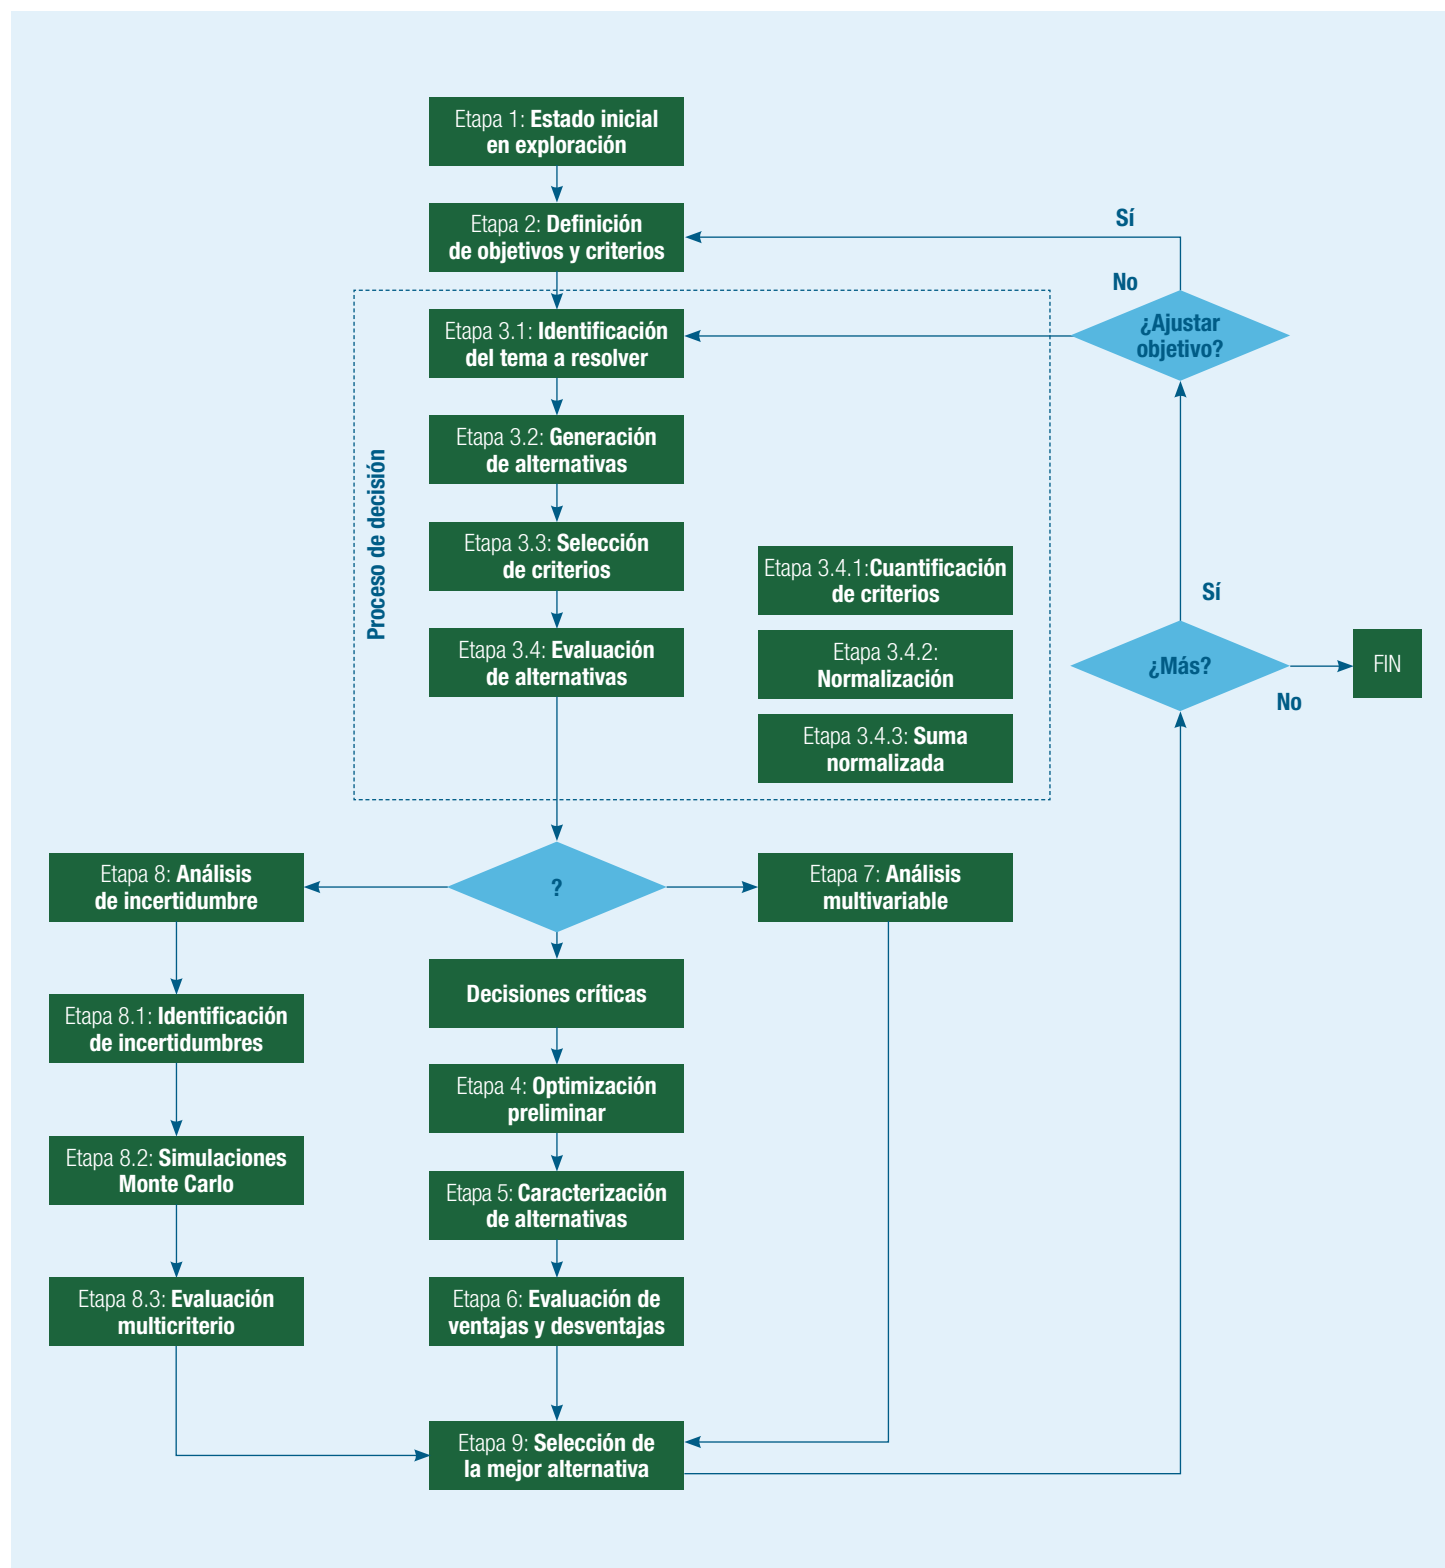 Etapa 1: Estado inicial
en exploración
Etapa 2: Definición
de objetivos y criterios
Sí
No
¿Ajustar
objetivo?
Proceso de decisión
Etapa 3.1: Identificación
del tema a resolver
Etapa 3.2: Generación
de alternativas
Etapa 3.3: Selección
de criterios
Etapa 3.4: Evaluación
de alternativas
Etapa 3.4.1:Cuantificación
de criterios
Etapa 3.4.2:
Normalización
Etapa 3.4.3: Suma
normalizada
Sí
¿Más?
No
FIN
?
Etapa 8: Análisis
de incertidumbre
Etapa 7: Análisis
multivariable
Decisiones críticas
Etapa 8.1: Identificación
de incertidumbres
Etapa 4: Optimización
preliminar
Etapa 8.2: Simulaciones
Monte Carlo
Etapa 5: Caracterización
de alternativas
Etapa 8.3: Evaluación
multicriterio
Etapa 6: Evaluación de
ventajas y desventajas
Etapa 9: Selección de
la mejor alternativa